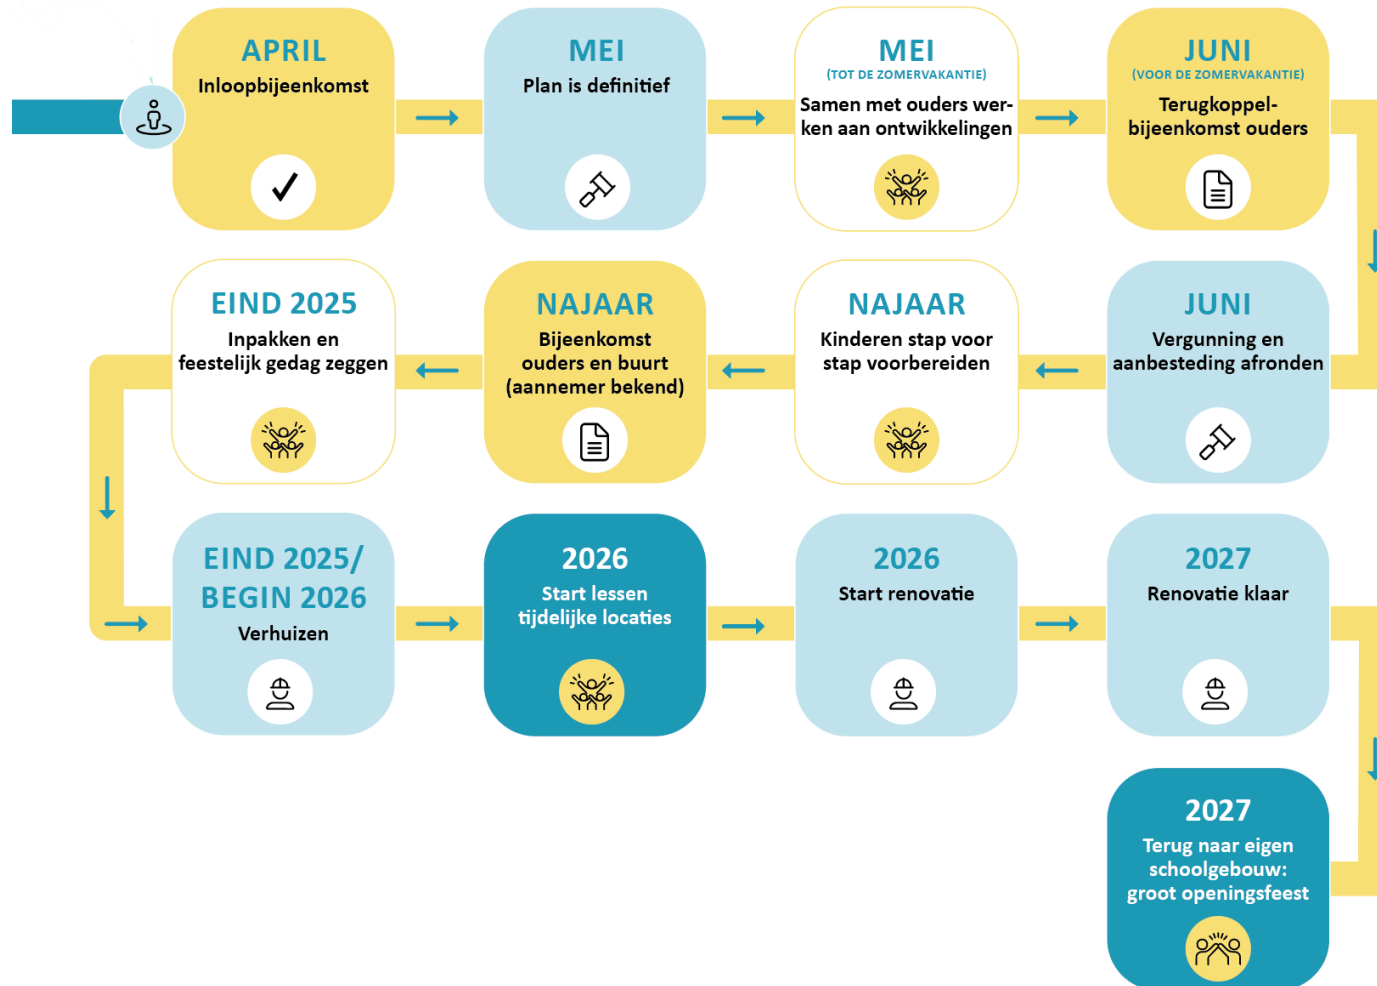 APRIL
Inloopbijeenkomst
MEI
Plan is definitief
MEI
(TOT DE ZOMERVAKANTIE)
Samen met ouders wer-
ken aan ontwikkelingen
JUNI
(VOOR DE ZOMERVAKANTIE)
Terugkoppel-
bijeenkomst ouders
JUNI
Vergunning en
aanbesteding afronden
NAJAAR
Kinderen stap voor
stap voorbereiden
NAJAAR
Bijeenkomst
ouders en buurt
(aannemer bekend)
EIND 2025
Inpakken en
feestelijk gedag zeggen
EIND 2025/
BEGIN 2026
Verhuizen
2026
Start lessen
tijdelijke locaties
2026
Start renovatie
2027
Renovatie klaar
2027
Terug naar eigen
schoolgebouw:
groot openingsfeest